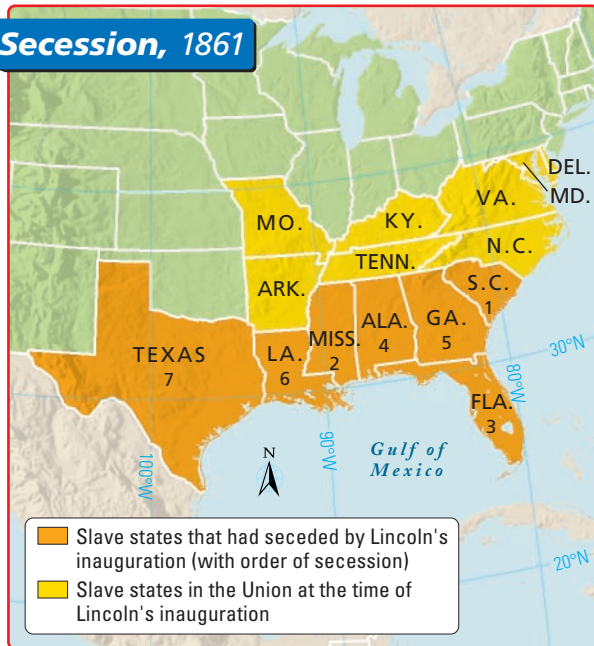 Secession, 1861
DEL.
MD.
VA.
MO.
KY.
N.C.
TENN.
ARK.
S.C.
1
MISS.
2
ALA.
4
GA.
5
TEXAS
7
LA.
6
30°N
80°W
FLA.
3
N
90°W
Gulf of
Mexico
100°W
20°N
Slave states that had seceded by Lincoln's
inauguration (with order of secession)
Slave states in the Union at the time of
Lincoln's inauguration